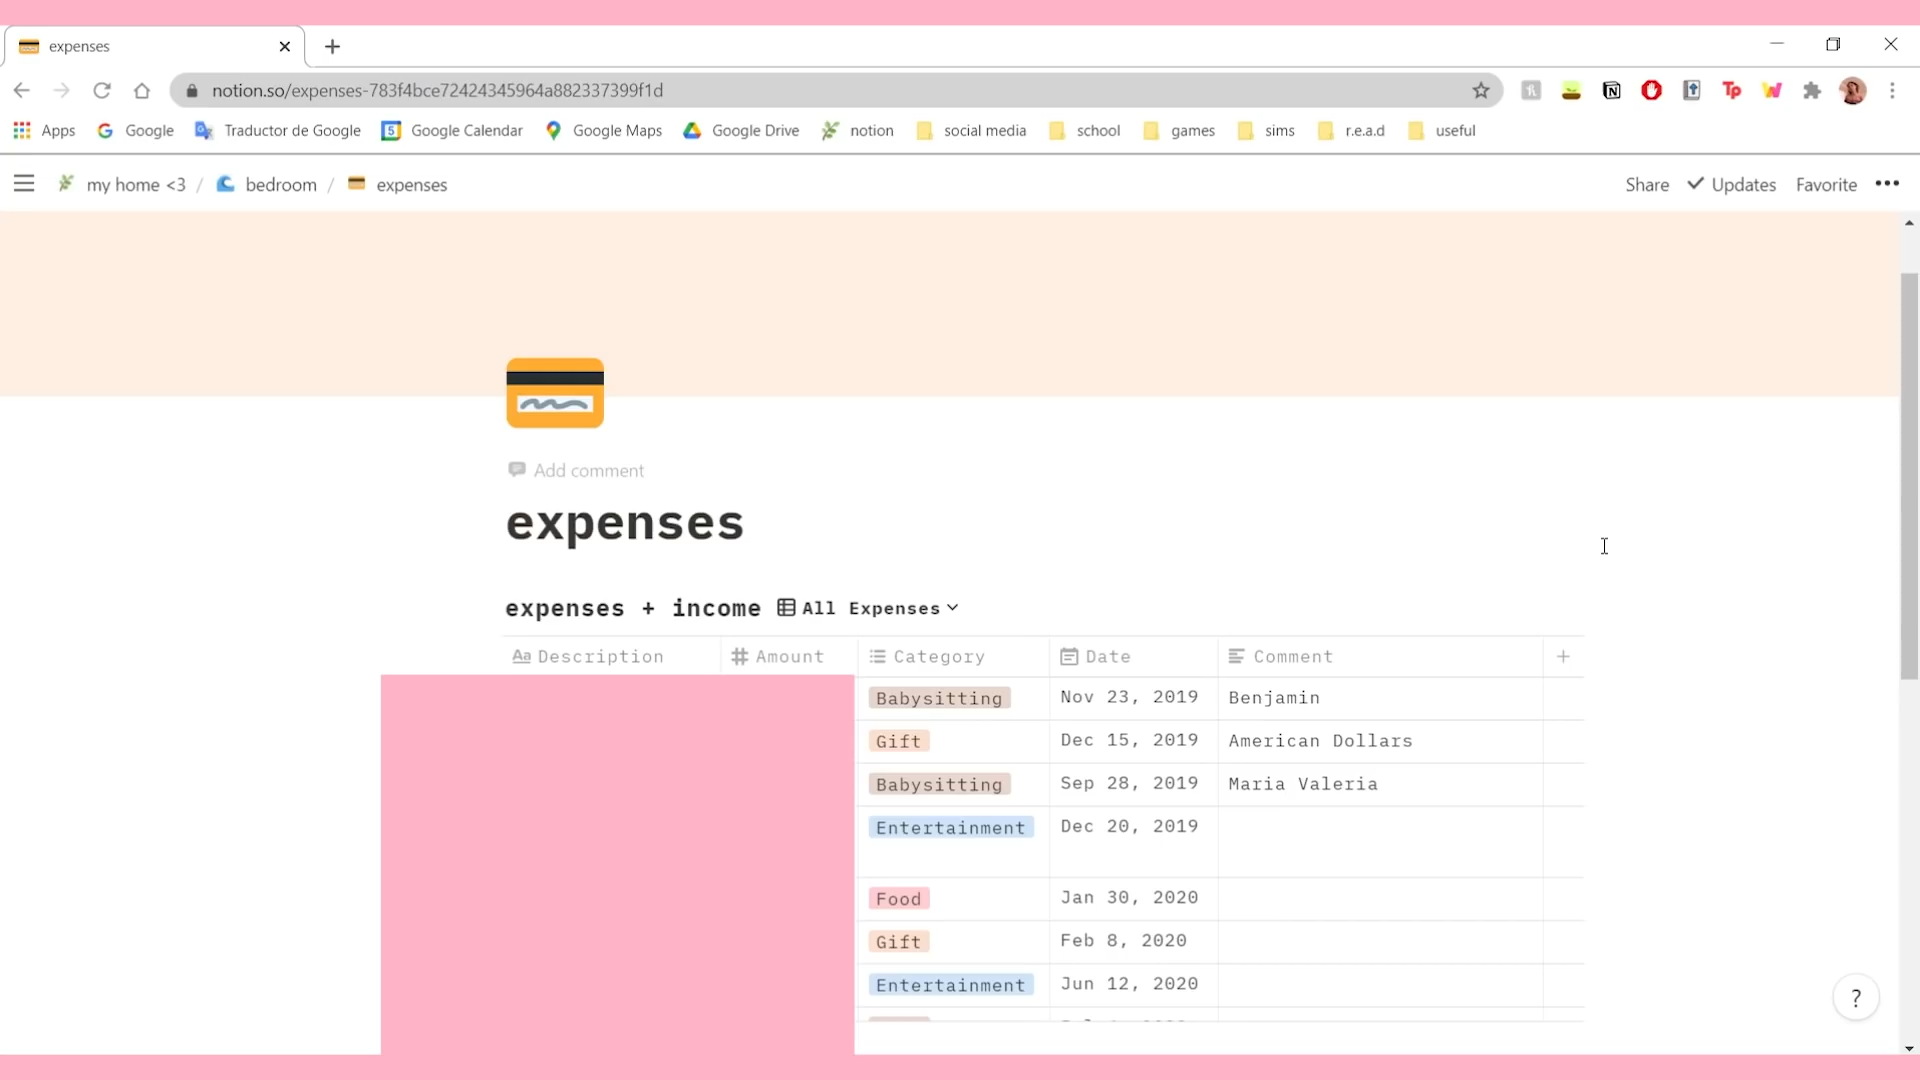 expenses
notion.so/expenses-783f4bce72424345964a882337399f1d
Apps Google Traductor de Google Google Calendar Google Maps Google Drive notion social media school games sims r.e.a.d useful
my home <3 / bedroom / expenses Share Updates Favorite
Add comment
expenses
expenses + income All Expenses
Description Amount Category Date Comment
Babysitting Nov 23, 2019 Benjamin
Gift Dec 15, 2019 American Dollars
Babysitting Sep 28, 2019 Maria Valeria
Entertainment Dec 20, 2019
Food Jan 30, 2020
Gift Feb 8, 2020
Entertainment Jun 12, 2020
?